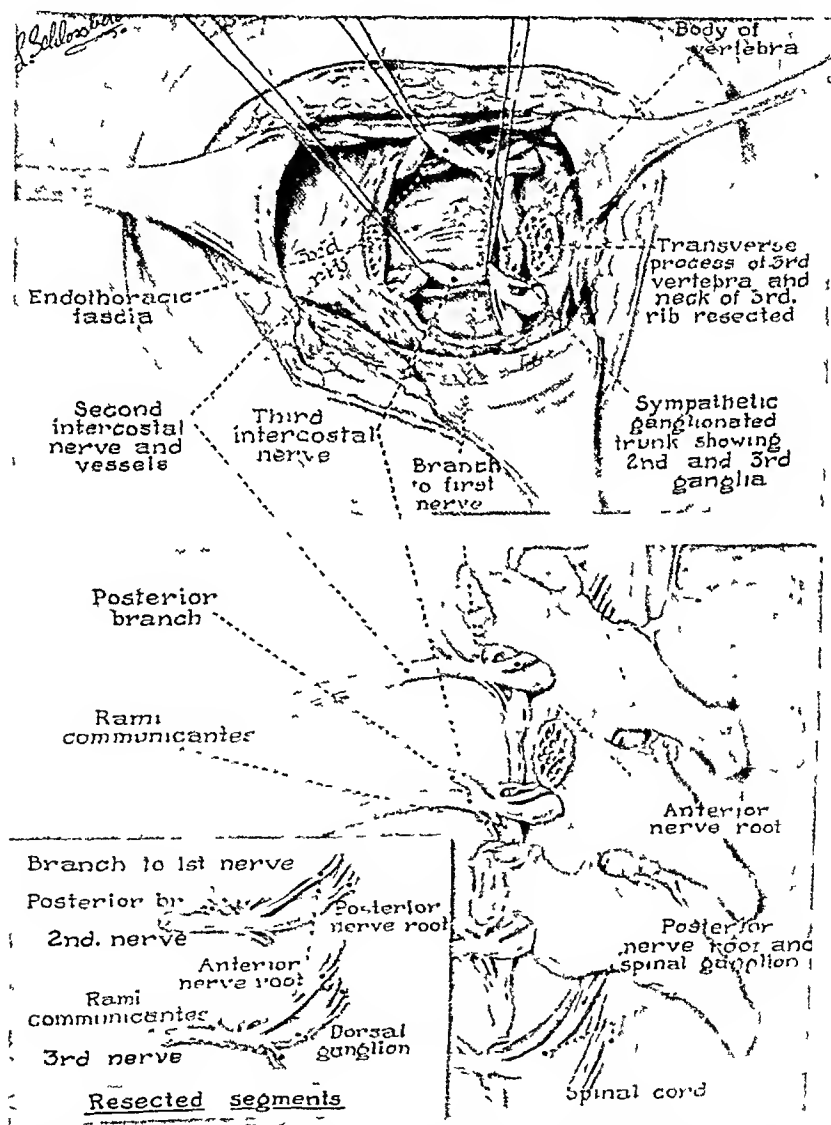 L. Schlossberg
Body of
vertebra
3rd
rib
Endothoracic
fascia
Transverse
process of 3rd
vertebra and
neck of 3rd.
rib resected
Second
intercostal
nerve and
vessels
Third
intercostal
nerve
Branch
to first
nerve
Sympathetic
ganglionated
trunk showing
2nd and 3rd
ganglia
Posterior
branch
Rami
communicantes
Anterior
nerve root
Posterior
nerve root and
spinal ganglion
Spinal cord
Branch to 1st nerve
Posterior br
2nd. nerve
Posterior
nerve root
Anterior
nerve root
Rami
communicantes
3rd nerve
Dorsal
ganglion
Resected segments